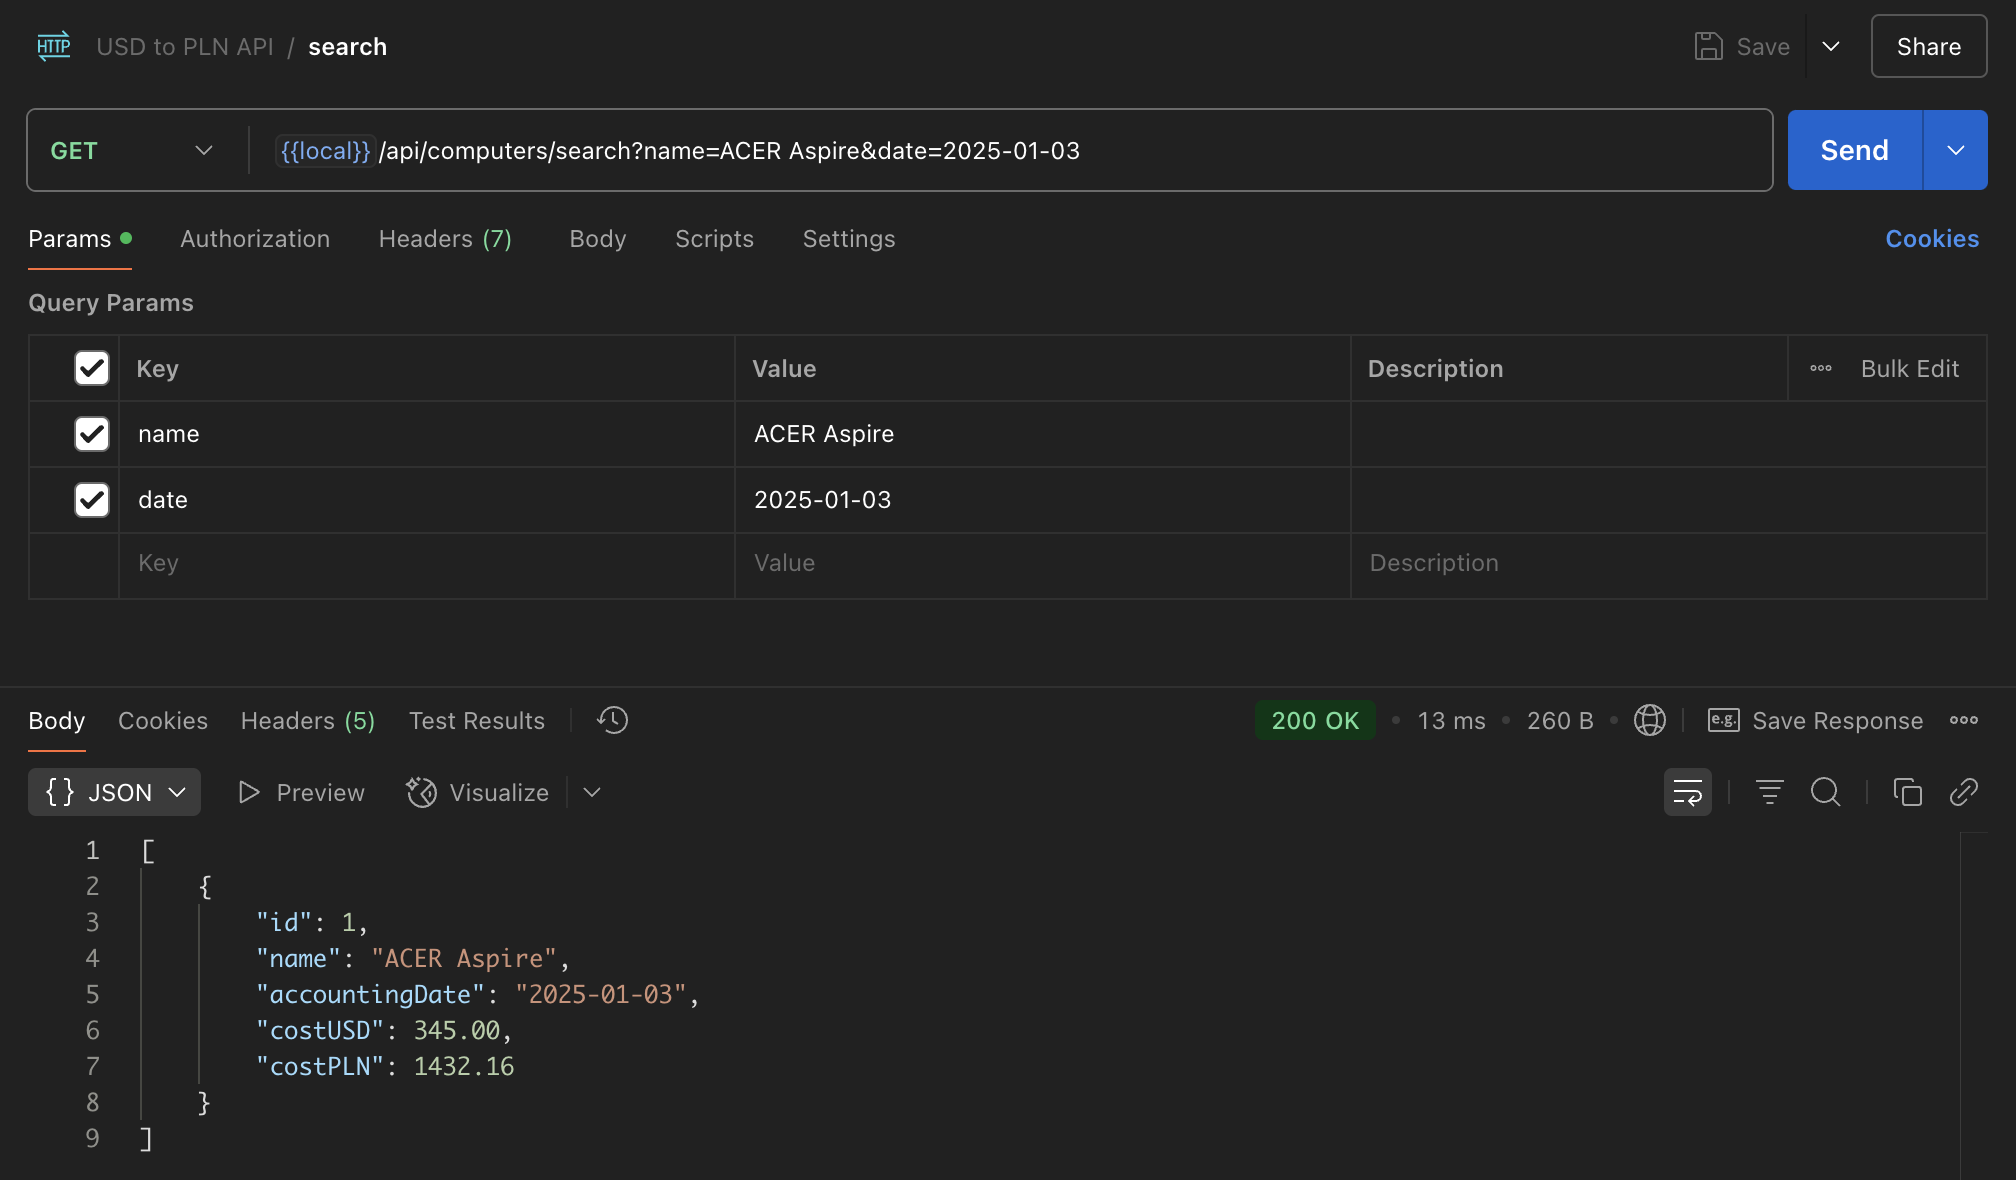 HTTP USD to PLN API / search Save Share
GET {{local}}/api/computers/search?name=ACER Aspire&date=2025-01-03 Send
Params Authorization Headers (7) Body Scripts Settings Cookies
Query Params
Key Value Description Bulk Edit
name ACER Aspire
date 2025-01-03
Key Value Description
Body Cookies Headers (5) Test Results 200 OK • 13 ms • 260 B • e.g. Save Response
{} JSON Preview Visualize
1 [
2 {
3 "id": 1,
4 "name": "ACER Aspire",
5 "accountingDate": "2025-01-03",
6 "costUSD": 345.00,
7 "costPLN": 1432.16
8 }
9 ]